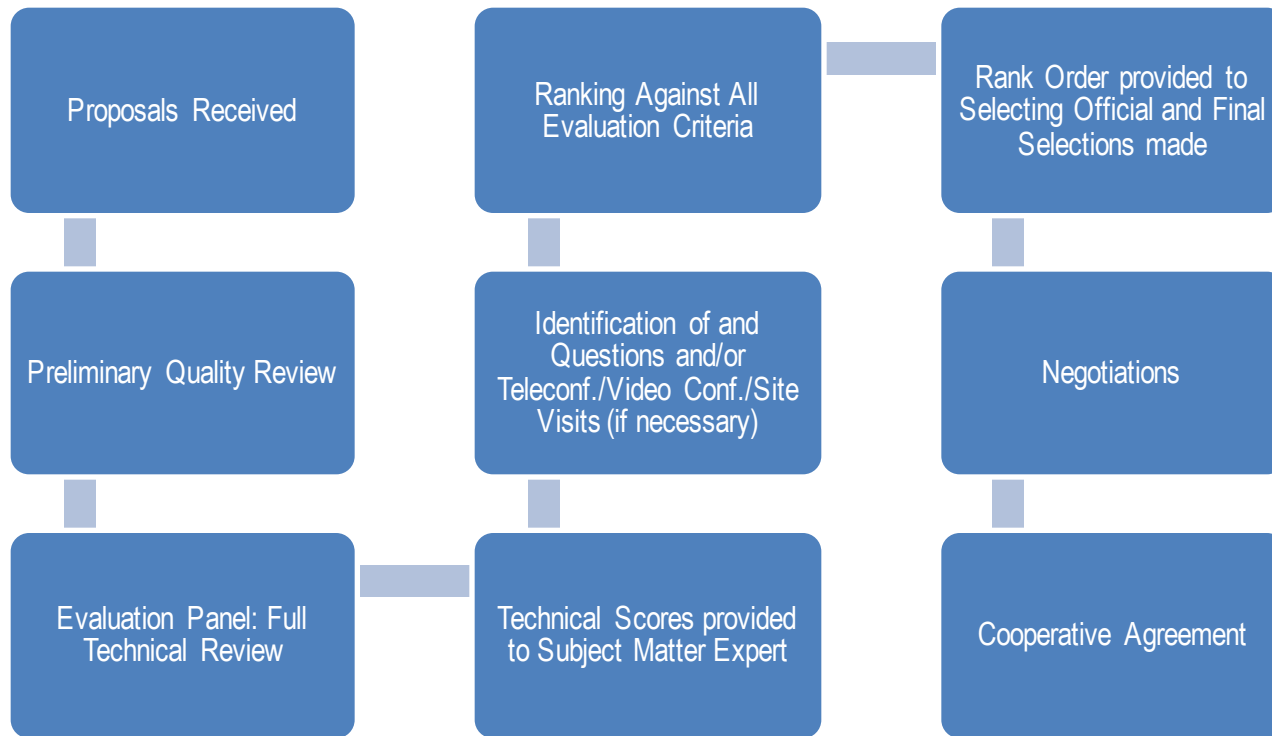 Proposals Received
Preliminary Quality Review
Evaluation Panel: Full
Technical Review
Technical Scores provided
to Subject Matter Expert
Identification of and
Questions and/or
Teleconf./Video Conf./Site
Visits (if necessary)
Ranking Against All
Evaluation Criteria
Rank Order provided to
Selecting Official and Final
Selections made
Negotiations
Cooperative Agreement